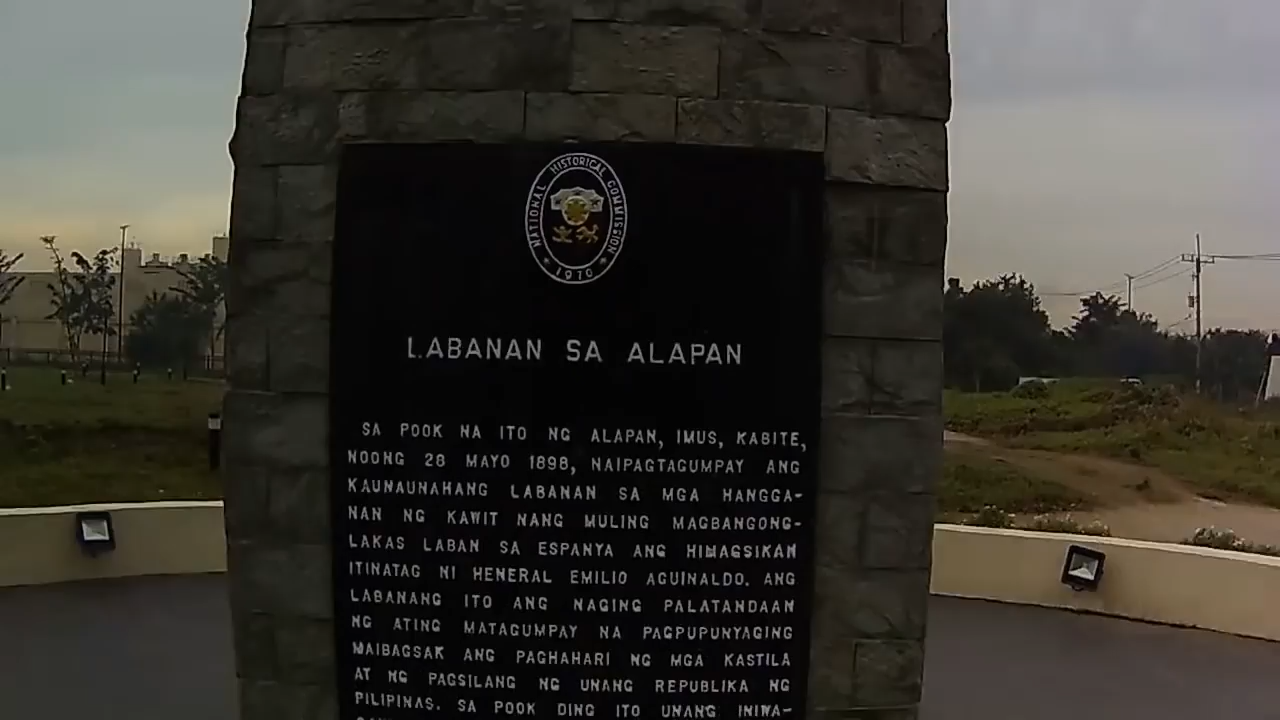 NATIONAL HISTORICAL COMMISSION
1970
LABANAN SA ALAPAN
SA POOK NA ITO NG ALAPAN, IMUS, KABITE,
NOONG 28 MAYO 1898, NAIPAGTAGUMPAY ANG
KAUNAUNAHANG LABANAN SA MGA HANGGA-
NAN NG KAWIT NANG MULING MAGBANGONG-
LAKAS LABAN SA ESPANYA ANG HIMAGSIKAN
ITINATAG NI HENERAL EMILIO AGUINALDO. ANG
LABANANG ITO ANG NAGING PALATANDAAN
NG ATING MATAGUMPAY NA PAGPUPUNYAGING
MAIBAGSAK ANG PAGHAHARI NG MGA KASTILA
AT NG PAGSILANG NG UNANG REPUBLIKA NG
PILIPINAS. SA POOK DING ITO UNANG INIWA-